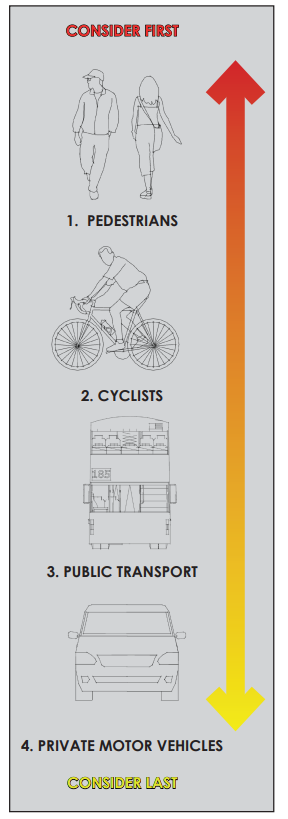 CONSIDER FIRST
1. PEDESTRIANS
2. CYCLISTS
185
3. PUBLIC TRANSPORT
4. PRIVATE MOTOR VEHICLES
CONSIDER LAST